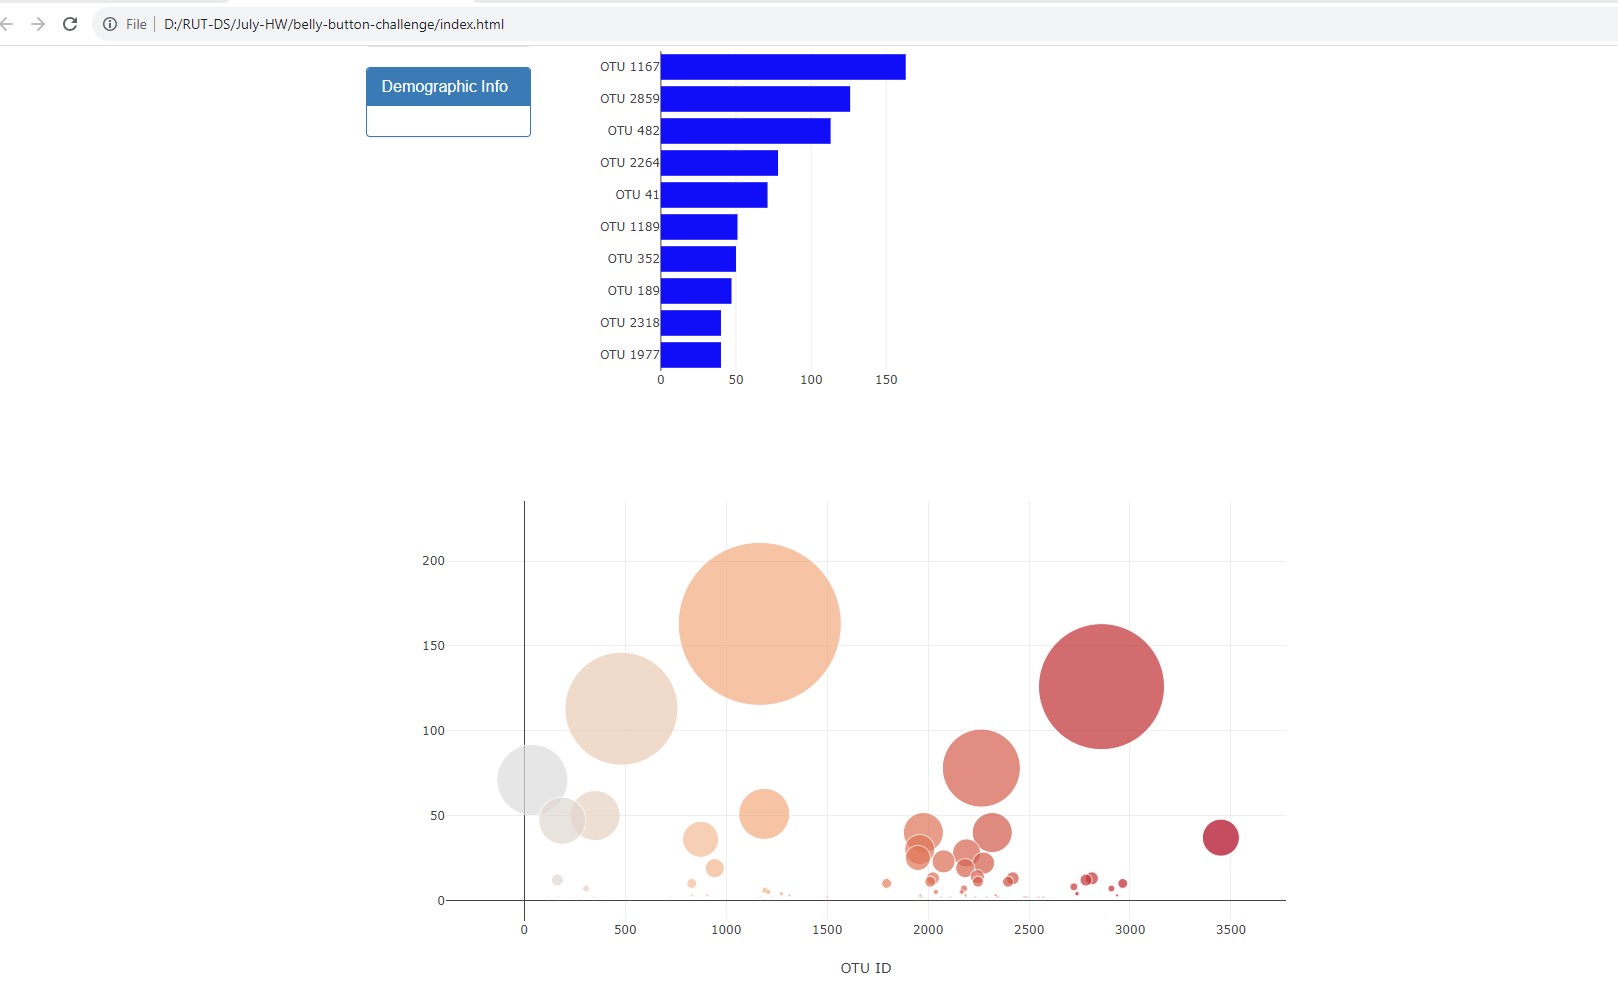 File D:/RUT-DS/July-HW/belly-button-challenge/index.html
Demographic Info
OTU 1167
OTU 2859
OTU 482
OTU 2264
OTU 41
OTU 1189
OTU 352
OTU 189
OTU 2318
OTU 1977
0 50 100 150
200
150
100
50
0
0 500 1000 1500 2000 2500 3000 3500
OTU ID